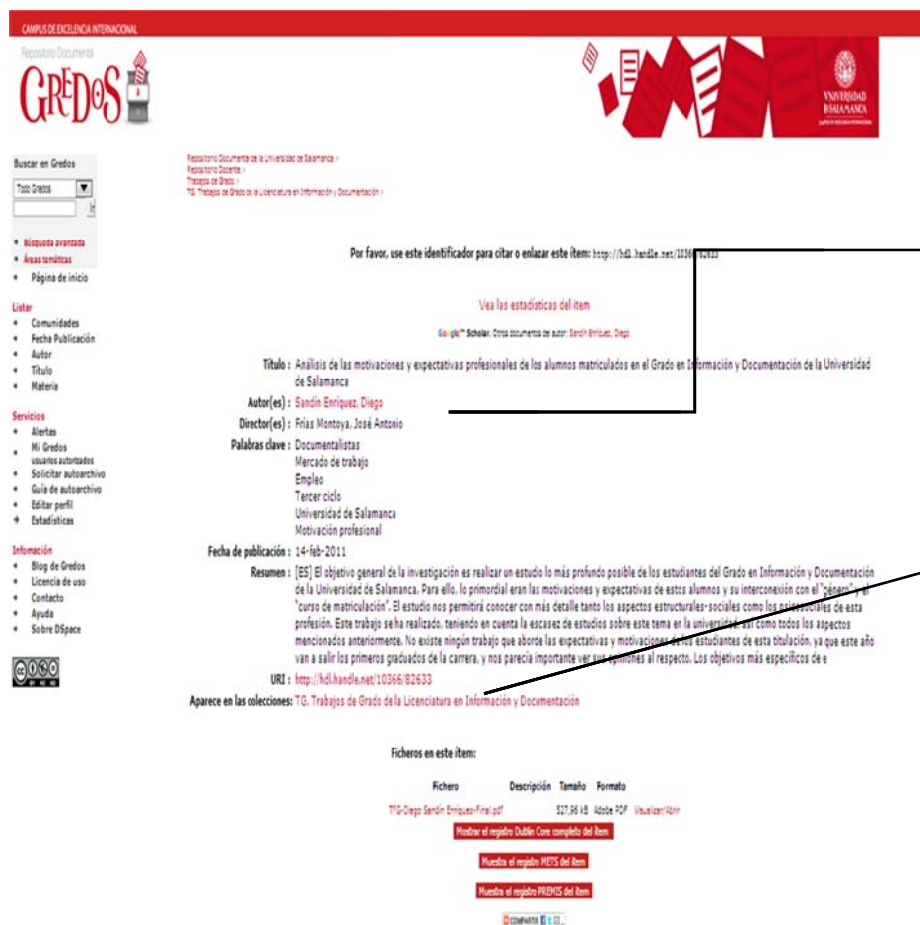 CAMPUS DE EXCELENCIA INTERNACIONAL
Repositorio Documental
GREDOS
VNIVERSIDAD
D SALAMANCA
CAMPUS DE EXCELENCIA INTERNACIONAL
Buscar en Gredos
Todo Gredos
Ir
Búsqueda avanzada
Áreas temáticas
Página de inicio
Listar
Comunidades
Fecha Publicación
Autor
Título
Materia
Servicios
Alertas
Mi Gredos
usuarios autorizados
Solicitar autoarchivo
Guía de autoarchivo
Editar perfil
Estadísticas
Infomación
Blog de Gredos
Licencia de uso
Contacto
Ayuda
Sobre DSpace
BY NC ND
Repositorio Documental de la Universidad de Salamanca >
Repositorio Docente >
Trabajos de Grado >
TG. Trabajos de Grado de la Licenciatura en Información y Documentación >
Por favor, use este identificador para citar o enlazar este ítem: http://hdl.handle.net/10366/82633
Vea las estadísticas del ítem
Google™ Scholar. Otros documentos del autor: Sandín Enríquez, Diego
Título : Análisis de las motivaciones y expectativas profesionales de los alumnos matriculados en el Grado en Información y Documentación de la Universidad
de Salamanca
Autor(es) : Sandín Enríquez, Diego
Director(es) : Frías Montoya, José Antonio
Palabras clave : Documentalistas
Mercado de trabajo
Empleo
Tercer ciclo
Universidad de Salamanca
Motivación profesional
Fecha de publicación : 14-feb-2011
Resumen : [ES] El objetivo general de la investigación es realizar un estudio lo más profundo posible de los estudiantes del Grado en Información y Documentación
de la Universidad de Salamanca. Para ello, lo primordial eran las motivaciones y expectativas de estos alumnos y su interconexión con el "género" y el
"curso de matriculación". El estudio nos permitirá conocer con más detalle tanto los aspectos estructurales-sociales como los psicosociales de esta
profesión. Este trabajo se ha realizado, teniendo en cuenta la escasez de estudios sobre este tema en la universidad, así como todos los aspectos
mencionados anteriormente. No existe ningún trabajo que aborde las expectativas y motivaciones de los estudiantes de esta titulación, ya que este año
van a salir los primeros graduados de la carrera, y nos parecía importante ver sus opiniones al respecto. Los objetivos más específicos de e
URI : http://hdl.handle.net/10366/82633
Aparece en las colecciones: TG. Trabajos de Grado de la Licenciatura en Información y Documentación
Ficheros en este ítem:
Fichero Descripción Tamaño Formato
TFG-Diego Sandín Enríquez-Final.pdf 527,96 kB Adobe PDF Visualizar/Abrir
Mostrar el registro Dublin Core completo del ítem
Muestra el registro METS del ítem
Muestra el registro PREMIS del ítem
COMPARTIR